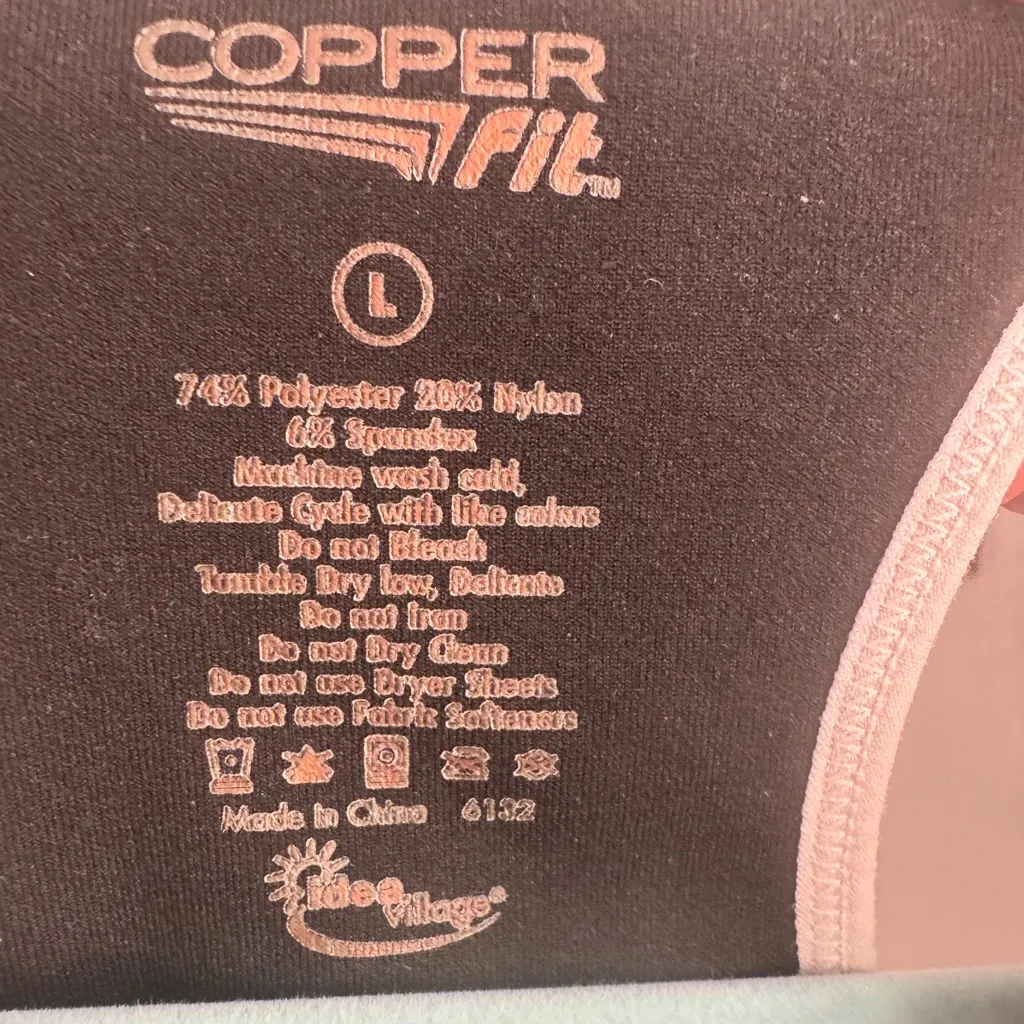 COPPER
fit™
L
74% Polyester 20% Nylon
6% Spandex
Machine wash cold,
Delicate Cycle with like colors
Do not Bleach
Tumble Dry low, Delicate
Do not Iron
Do not Dry Clean
Do not use Dryer Sheets
Do not use Fabric Softeners
Made in China 6132
idea
village®